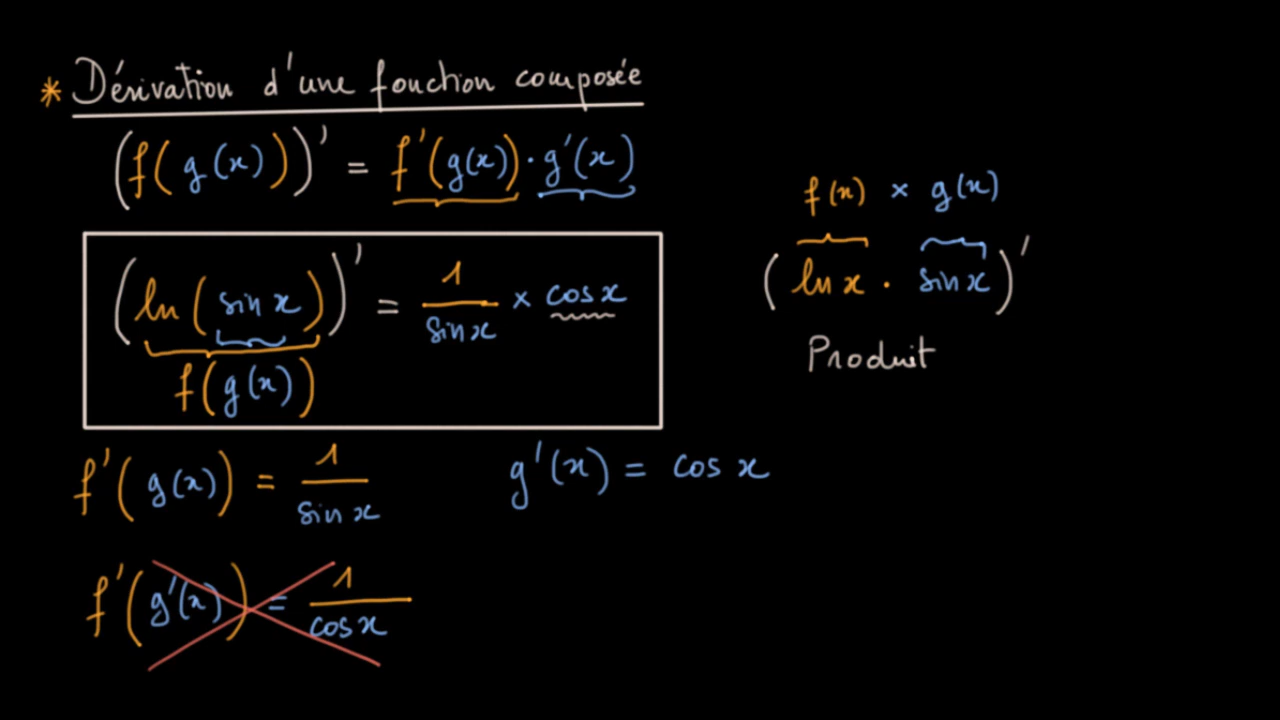 * Dérivation d'une fonction composée
(f(g(x)))' = f'(g(x)) · g'(x)
(ln(sin x))' = 1/sin x × cos x
f(g(x))
f'(g(x)) = 1/sin x
g'(x) = cos x
f'(g'(x)) = 1/cos x
f(x) × g(x)
(ln x · sin x)'
Produit